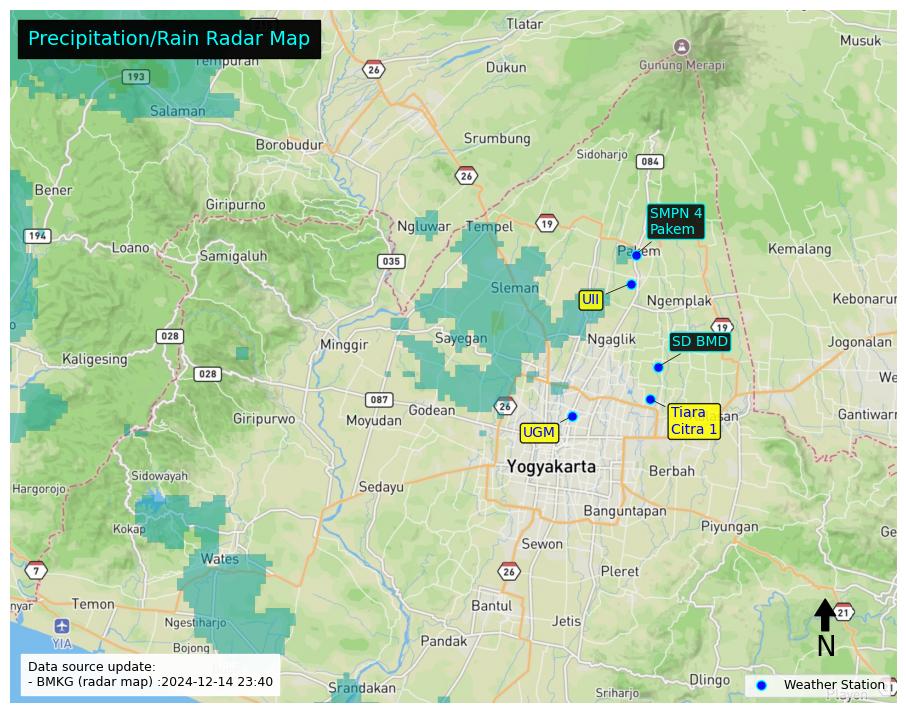 Precipitation/Rain Radar Map
Tlatar
Musuk
26
Gunung Merapi
Tempuran
Dukun
193
Salaman
Borobudur
Srumbung
Sidoharjo
084
26
Bener
Giripurno
SMPN 4
Pakem
Ngluwar
Tempel
19
194
Loano
Samigaluh
Pakem
Kemalang
035
Sleman
UII
Ngemplak
Kebonarum
19
028
Minggir
Sayegan
Ngaglik
SD BMD
Jogonalan
Kaligesing
028
087
Godean
26
Tiara
Citra 1
Gantiwarn
Giripurwo
Moyudan
UGM
Yogyakarta
Berbah
Sidowayah
Hargorojo
Sedayu
Kokap
Banguntapan
Piyungan
Sewon
Wates
7
26
Pleret
Temon
Bantul
21
Ngestiharjo
Jetis
YIA
Bojong
Pandak
N
Data source update:
- BMKG (radar map) :2024-12-14 23:40
Srandakan
Dlingo
Sriharjo
Weather Station
Playen